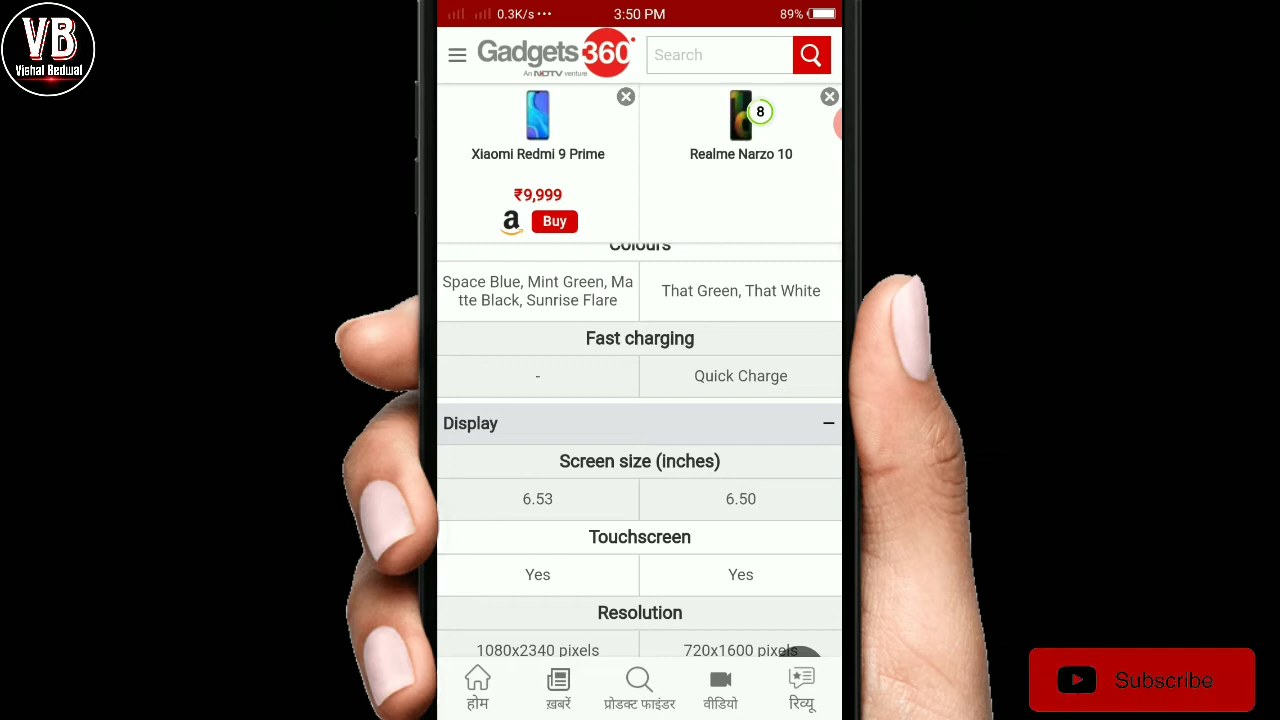 VB
Vishal Redwal
0.3K/s •••
3:50 PM
89%
Gadgets 360°
An NDTV venture
Search
8
Xiaomi Redmi 9 Prime
Realme Narzo 10
₹9,999
a
Buy
Colours
Space Blue, Mint Green, Ma
tte Black, Sunrise Flare
That Green, That White
Fast charging
-
Quick Charge
Display
Screen size (inches)
6.53
6.50
Touchscreen
Yes
Yes
Resolution
1080x2340 pixels
720x1600 pixels
होम
ख़बरें
प्रोडक्ट फाइंडर
वीडियो
रिव्यू
Subscribe